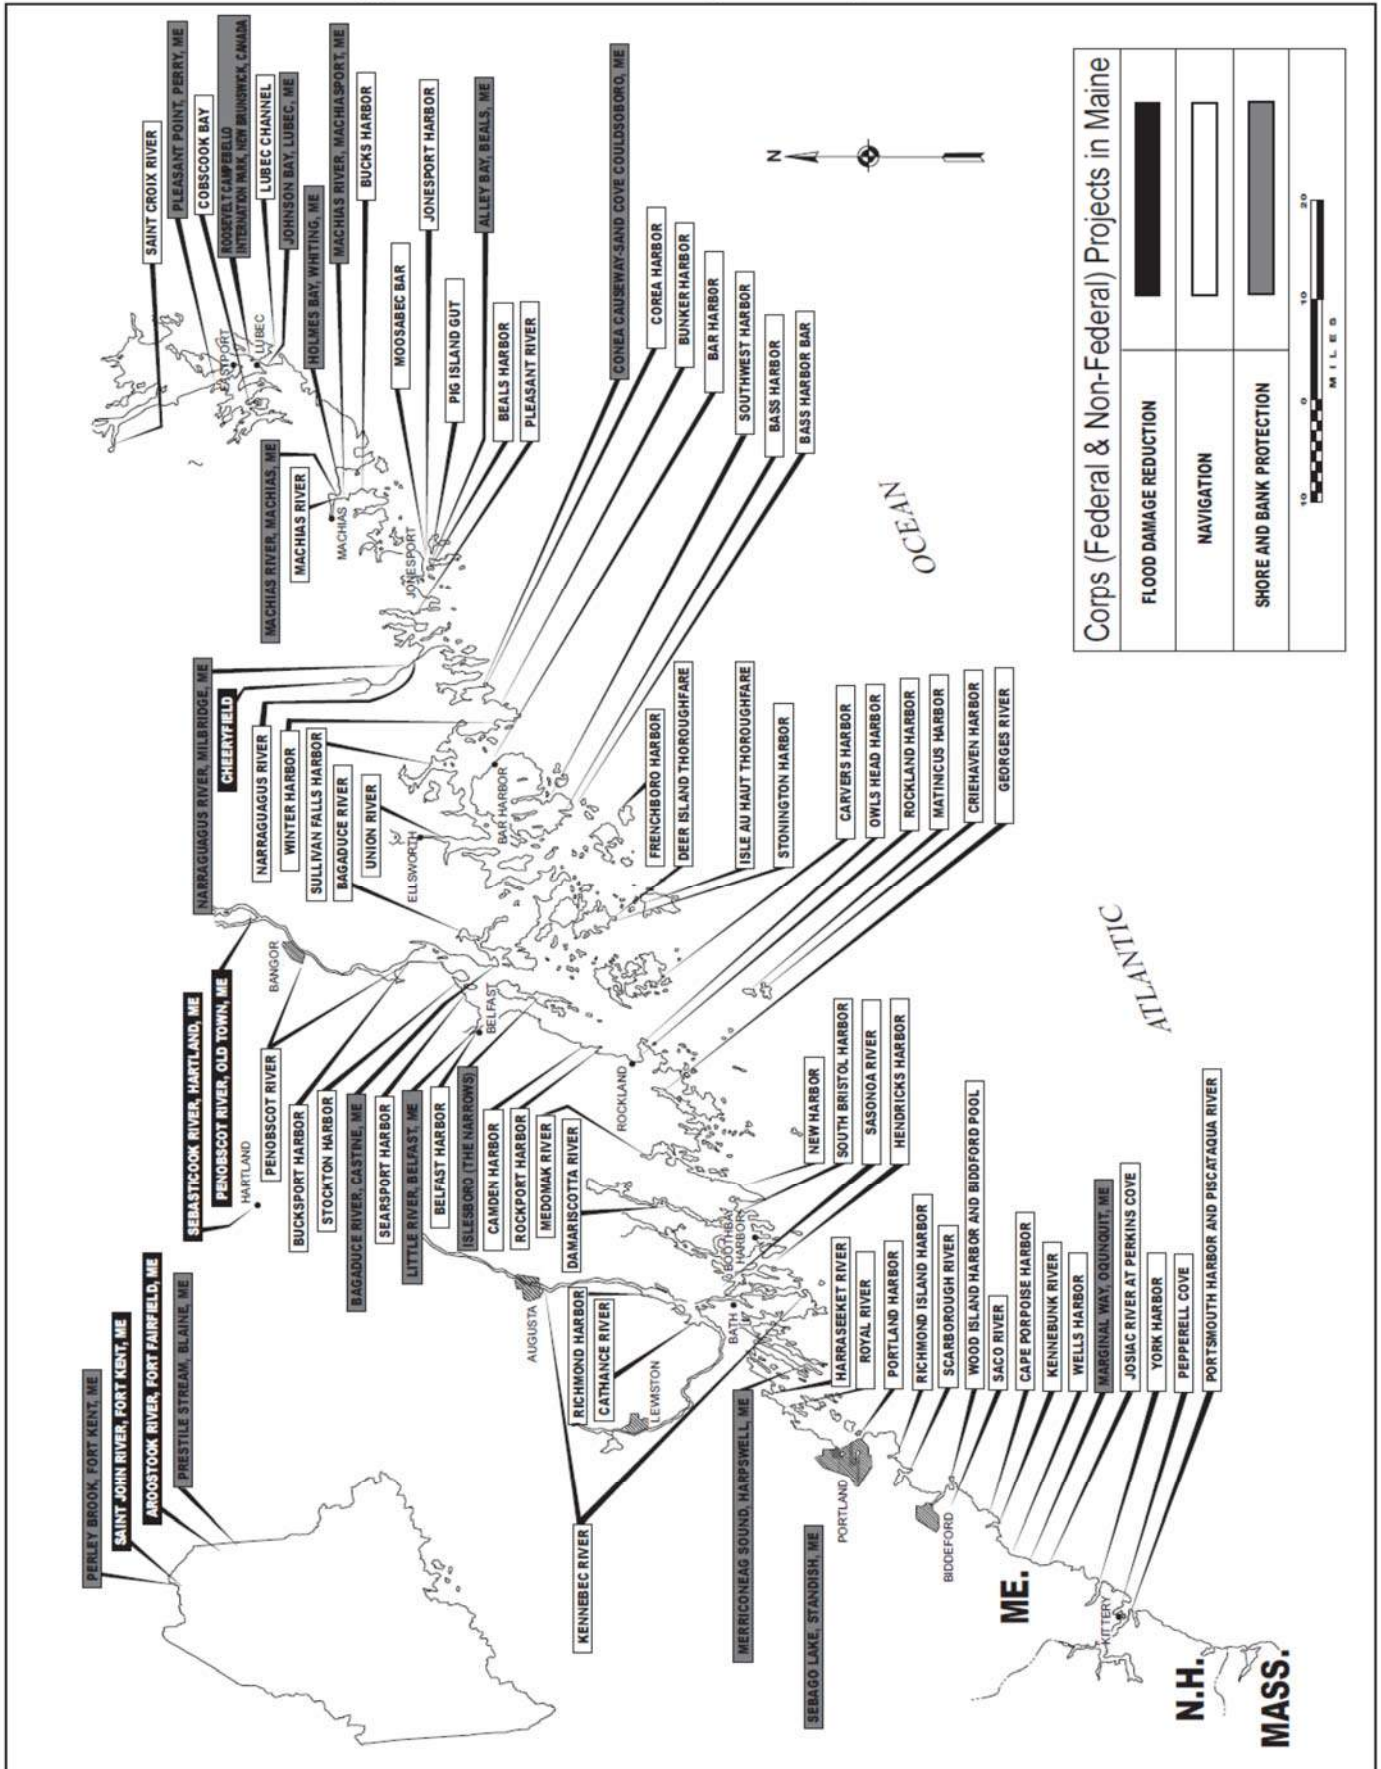 SAINT CROIX RIVER
PLEASANT POINT, PERRY, ME
COBSCOOK BAY
ROOSEVELT CAMPEBELLO
INTERNATION PARK, NEW BRUNSWICK, CANADA
LUBEC CHANNEL
JOHNSON BAY, LUBEC, ME
HOLMES BAY, WHITING, ME
MACHIAS RIVER, MACHIASPORT, ME
BUCKS HARBOR
MOOSABEC BAR
JONESPORT HARBOR
PIG ISLAND GUT
ALLEY BAY, BEALS, ME
BEALS HARBOR
PLEASANT RIVER
CONEA CAUSEWAY-SAND COVE COULDSOBORO, ME
COREA HARBOR
BUNKER HARBOR
BAR HARBOR
SOUTHWEST HARBOR
BASS HARBOR
BASS HARBOR BAR
EASTPORT
LUBEC
MACHIAS RIVER, MACHIAS, ME
MACHIAS RIVER
MACHIAS
JONESPORT
N
NARRAGUAGUS RIVER, MILBRIDGE, ME
CHEERYFIELD
NARRAGUAGUS RIVER
WINTER HARBOR
SULLIVAN FALLS HARBOR
BAGADUCE RIVER
UNION RIVER
ELLSWORTH
BAR HARBOR
FRENCHBORO HARBOR
DEER ISLAND THOROUGHFARE
ISLE AU HAUT THOROUGHFARE
STONINGTON HARBOR
CARVERS HARBOR
OWLS HEAD HARBOR
ROCKLAND HARBOR
MATINICUS HARBOR
CRIEHAVEN HARBOR
GEORGES RIVER
ATLANTIC
OCEAN
SEBASTICOOK RIVER, HARTLAND, ME
PENOBSCOT RIVER, OLD TOWN, ME
HARTLAND
BANGOR
PENOBSCOT RIVER
BUCKSPORT HARBOR
STOCKTON HARBOR
BAGADUCE RIVER, CASTINE, ME
SEARSPORT HARBOR
LITTLE RIVER, BELFAST, ME
BELFAST HARBOR
ISLESBORO (THE NARROWS)
CAMDEN HARBOR
ROCKPORT HARBOR
MEDOMAK RIVER
DAMARISCOTTA RIVER
BELFAST
ROCKLAND
NEW HARBOR
SOUTH BRISTOL HARBOR
SASONOA RIVER
HENDRICKS HARBOR
BOOTHBAY
HARBOR
PERLEY BROOK, FORT KENT, ME
SAINT JOHN RIVER, FORT KENT, ME
AROOSTOOK RIVER, FORT FAIRFIELD, ME
PRESTILE STREAM, BLAINE, ME
AUGUSTA
RICHMOND HARBOR
CATHANCE RIVER
LEWISTON
BATH
KENNEBEC RIVER
MERRICONEAG SOUND, HARPSWELL, ME
SEBAGO LAKE, STANDISH, ME
HARRASEEKET RIVER
ROYAL RIVER
PORTLAND HARBOR
RICHMOND ISLAND HARBOR
SCARBOROUGH RIVER
WOOD ISLAND HARBOR AND BIDDEFORD POOL
SACO RIVER
CAPE PORPOISE HARBOR
KENNEBUNK RIVER
WELLS HARBOR
MARGINAL WAY, OQUNQUIT, ME
JOSIAC RIVER AT PERKINS COVE
YORK HARBOR
PEPPERELL COVE
PORTSMOUTH HARBOR AND PISCATAQUA RIVER
PORTLAND
BIDDEFORD
KITTERY
ME.
N.H.
MASS.
Corps (Federal & Non-Federal) Projects in Maine
FLOOD DAMAGE REDUCTION
NAVIGATION
SHORE AND BANK PROTECTION
10 0 10 20
MILES